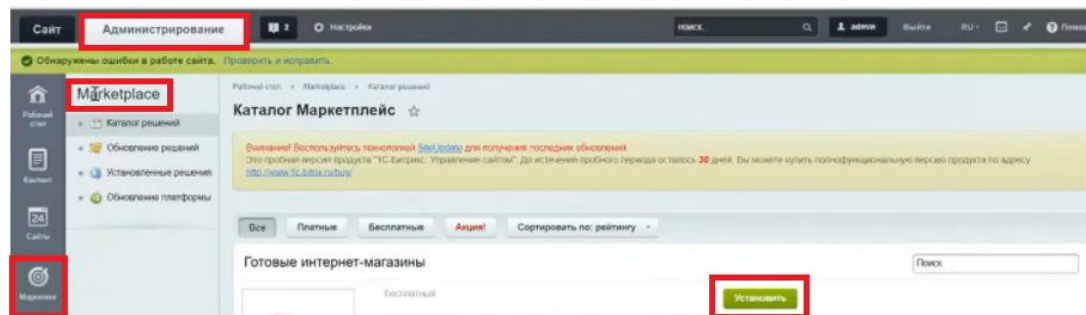 Сайт Администрирование 2 Настройки поиск... admin Выйти RU
Обнаружены ошибки в работе сайта. Проверить и исправить.
Рабочий стол
Контент
24
Сайты
Маркетинг
Marketplace
Каталог решений
Обновление решений
Установленные решения
Обновление платформы
Рабочий стол Marketplace Каталог решений
Каталог Маркетплейс
Внимание! Воспользуйтесь технологией SiteUpdate для получения последних обновлений.
Это пробная версия продукта "1С-Битрикс: Управление сайтом". До истечения пробного периода осталось 30 дней. Вы можете купить полнофункциональную версию продукта по адресу
http://www.1c-bitrix.ru/buy/
Все Платные Бесплатные Акция! Сортировать по: рейтингу
Готовые интернет-магазины Поиск
Бесплатный Установить